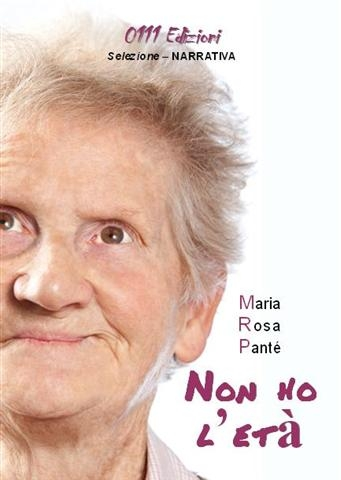 0111 Edizioni
Selezione – NARRATIVA
Maria
Rosa
Panté
Non ho
l'età